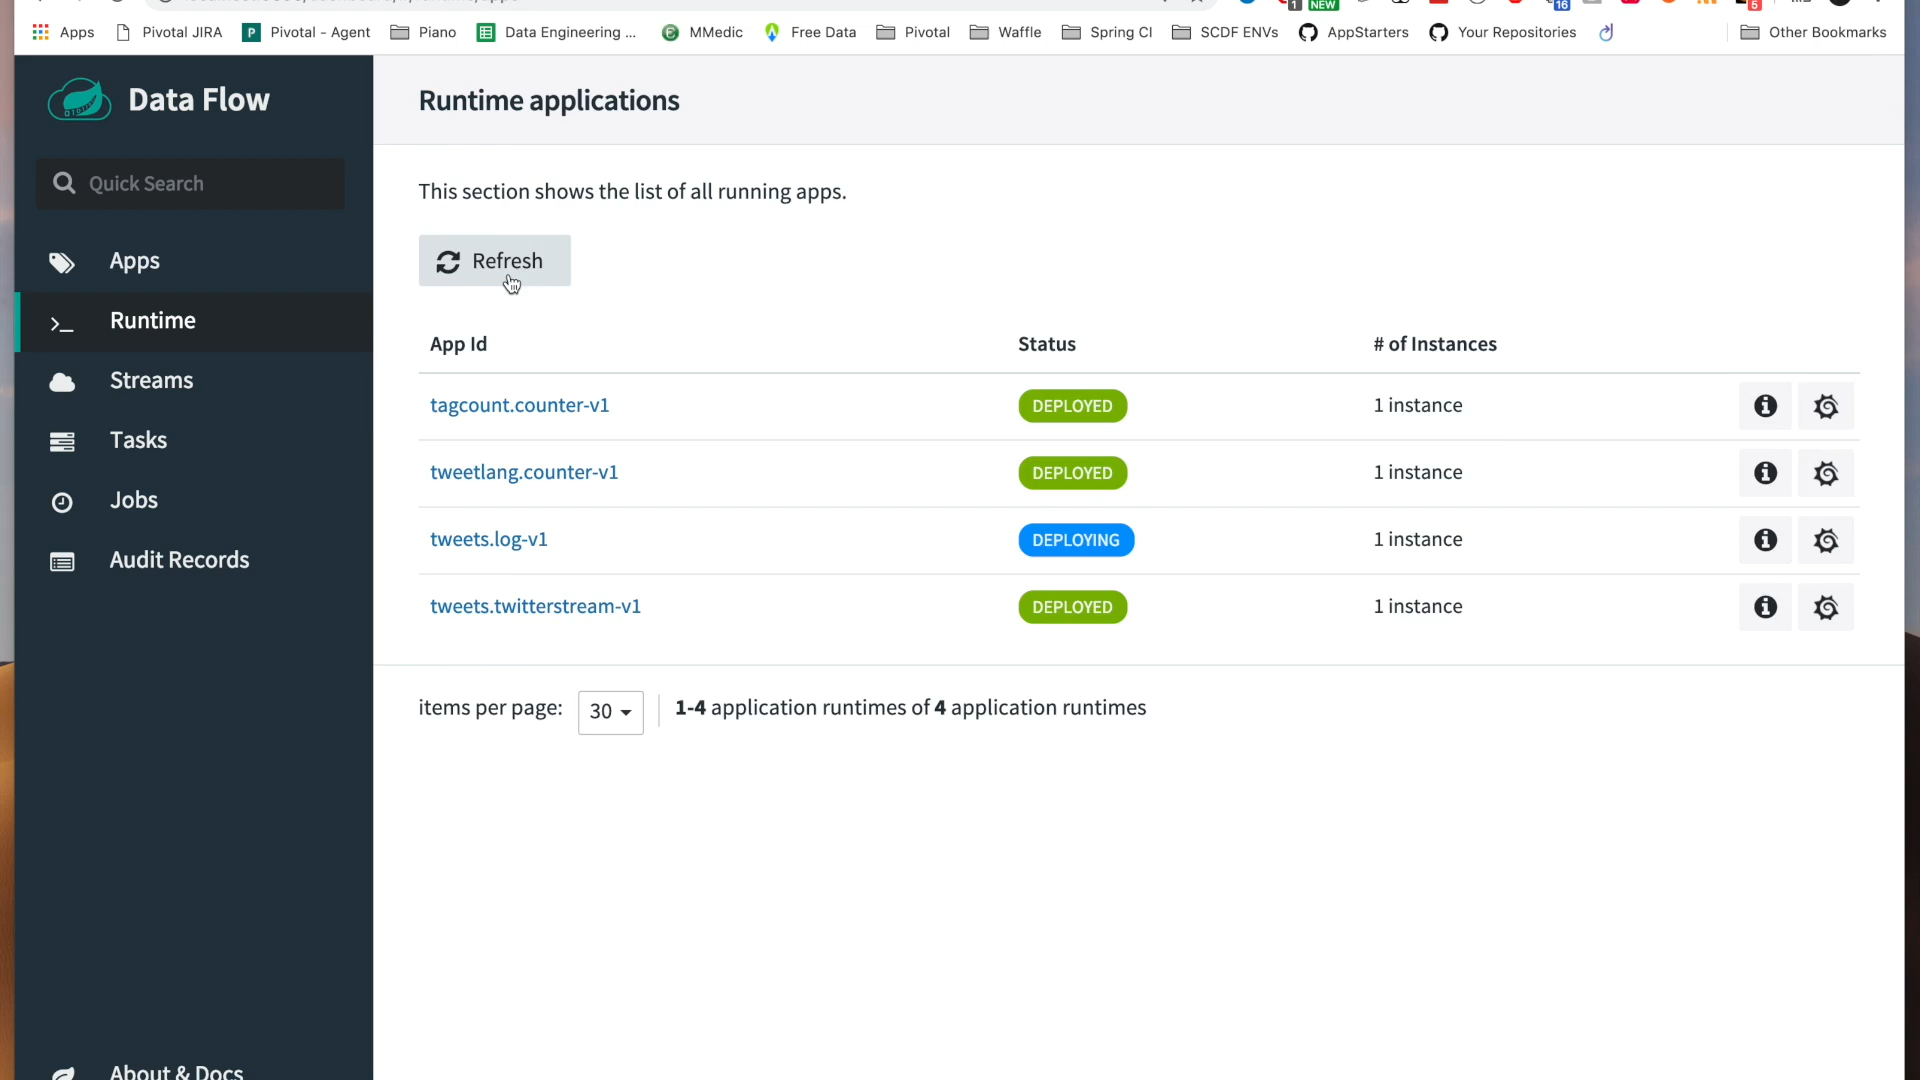 1 NEW 16 5
Apps Pivotal JIRA P Pivotal - Agent Piano Data Engineering ... MMedic Free Data Pivotal Waffle Spring CI SCDF ENVs AppStarters Your Repositories Other Bookmarks
Data Flow
Runtime applications
Quick Search
This section shows the list of all running apps.
Refresh
Apps
Runtime
Streams
Tasks
Jobs
Audit Records
About & Docs
App Id Status # of Instances
tagcount.counter-v1 DEPLOYED 1 instance
tweetlang.counter-v1 DEPLOYED 1 instance
tweets.log-v1 DEPLOYING 1 instance
tweets.twitterstream-v1 DEPLOYED 1 instance
items per page: 30 1-4 application runtimes of 4 application runtimes